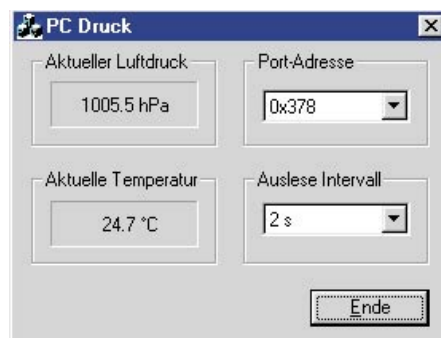 PC Druck
Aktueller Luftdruck
1005.5 hPa
Port-Adresse
0x378
Aktuelle Temperatur
24.7 °C
Auslese Intervall
2 s
Ende